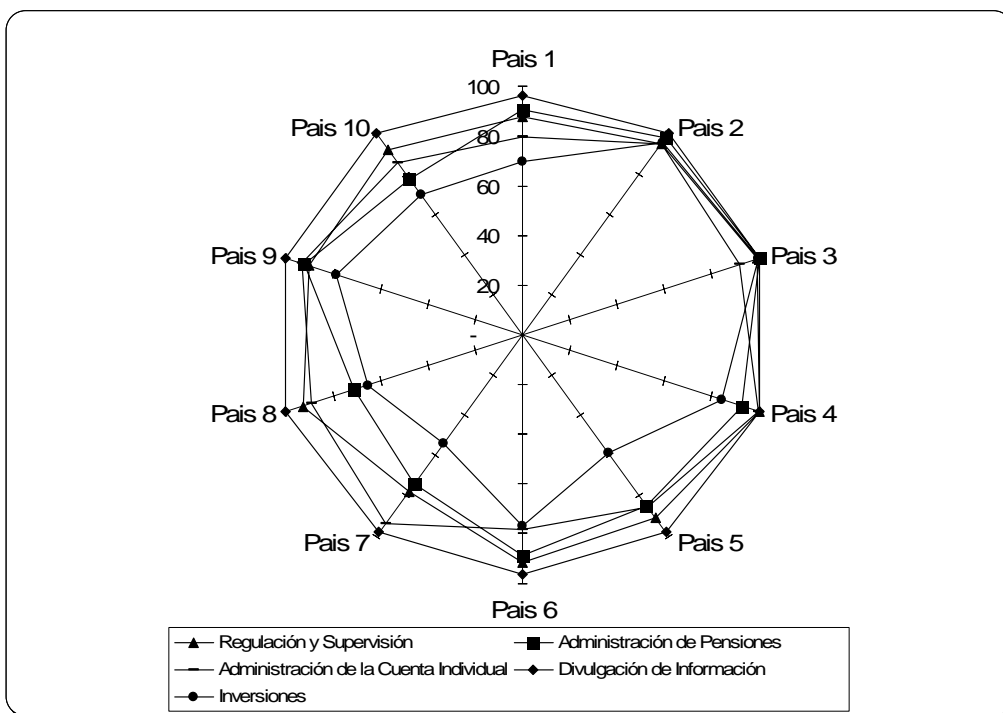 Pais 1
100
Pais 10
Pais 2
80
60
40
Pais 9
Pais 3
20
-
Pais 8
Pais 4
Pais 7
Pais 5
Pais 6
Regulación y Supervisión
Administración de Pensiones
Administración de la Cuenta Individual
Divulgación de Información
Inversiones